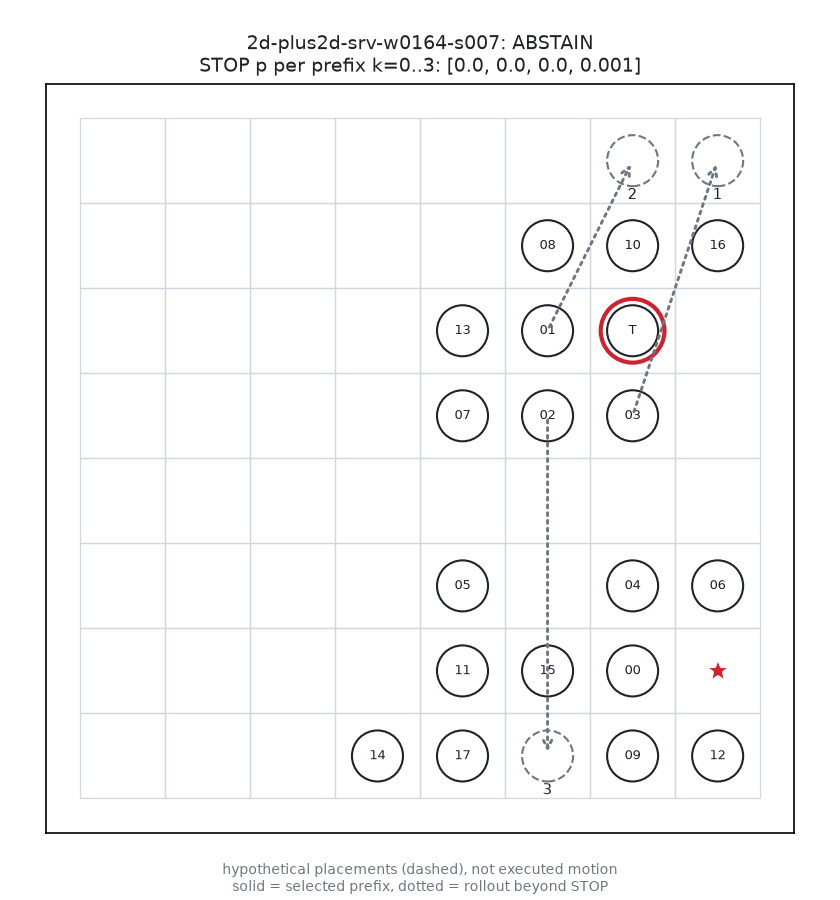 2d-plus2d-srv-w0164-s007: ABSTAIN
STOP p per prefix k=0..3: [0.0, 0.0, 0.0, 0.001]
2 1
08 10 16
13 01 T
07 02 03
05 04 06
11 15 00
14 17 09 12
3
hypothetical placements (dashed), not executed motion
solid = selected prefix, dotted = rollout beyond STOP